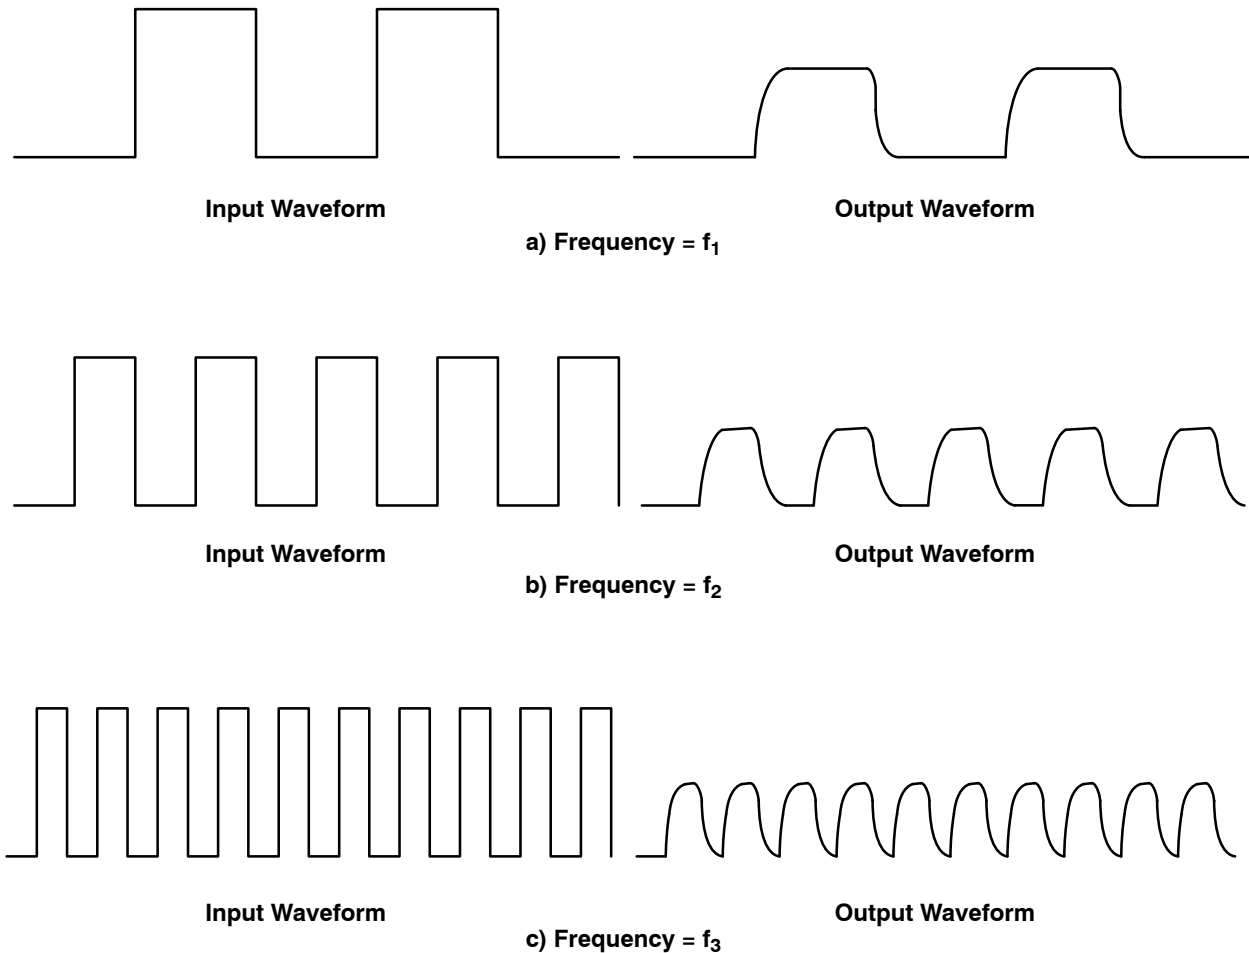 Input Waveform
Output Waveform
a) Frequency = f₁
Input Waveform
Output Waveform
b) Frequency = f₂
Input Waveform
Output Waveform
c) Frequency = f₃